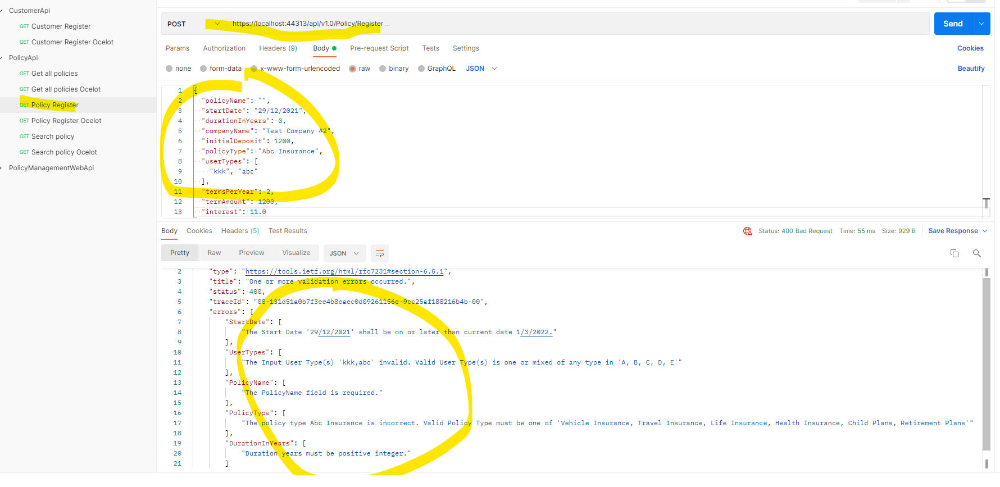 CustomerApi
GET Customer Register
GET Customer Register Ocelot
PolicyApi
GET Get all policies
GET Get all policies Ocelot
GET Policy Register
GET Policy Register Ocelot
GET Search policy
GET Search policy Ocelot
PolicyManagementWebApi
POST https://localhost:44313/api/v1.0/Policy/Register ...
Send
Params Authorization Headers (9) Body Pre-request Script Tests Settings Cookies
none form-data x-www-form-urlencoded raw binary GraphQL JSON Beautify
1 {
2 "policyName": "",
3 "startDate": "29/12/2021",
4 "durationInYears": 0,
5 "companyName": "Test Company #2",
6 "initialDeposit": 1200,
7 "policyType": "Abc Insurance",
8 "userTypes": [
9 "kkk", "abc"
10 ],
11 "termsPerYear": 2,
12 "termAmount": 1200,
13 "interest": 11.0
Body Cookies Headers (5) Test Results Status: 400 Bad Request Time: 55 ms Size: 929 B Save Response
Pretty Raw Preview Visualize JSON
2 "type": "https://tools.ietf.org/html/rfc7231#section-6.5.1",
3 "title": "One or more validation errors occurred.",
4 "status": 400,
5 "traceId": "00-131d51a0b7f3ee4b8eaec0d09261156e-9cc25af188216b4b-00",
6 "errors": {
7 "StartDate": [
8 "The Start Date '29/12/2021' shall be on or later than current date 1/3/2022."
9 ],
10 "UserTypes": [
11 "The Input User Type(s) 'kkk,abc' invalid. Valid User Type(s) is one or mixed of any type in 'A, B, C, D, E'"
12 ],
13 "PolicyName": [
14 "The PolicyName field is required."
15 ],
16 "PolicyType": [
17 "The policy type Abc Insurance is incorrect. Valid Policy Type must be one of 'Vehicle Insurance, Travel Insurance, Life Insurance, Health Insurance, Child Plans, Retirement Plans'"
18 ],
19 "DurationInYears": [
20 "Duration years must be positive integer."
21 ]